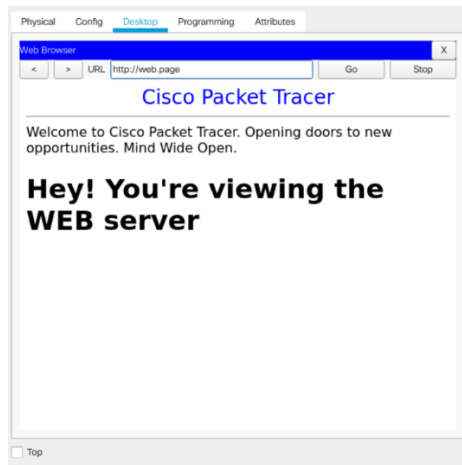 Physical Config Desktop Programming Attributes
Web Browser X
< > URL http://web.page Go Stop
Cisco Packet Tracer
Welcome to Cisco Packet Tracer. Opening doors to new
opportunities. Mind Wide Open.
Hey! You're viewing the
WEB server
Top